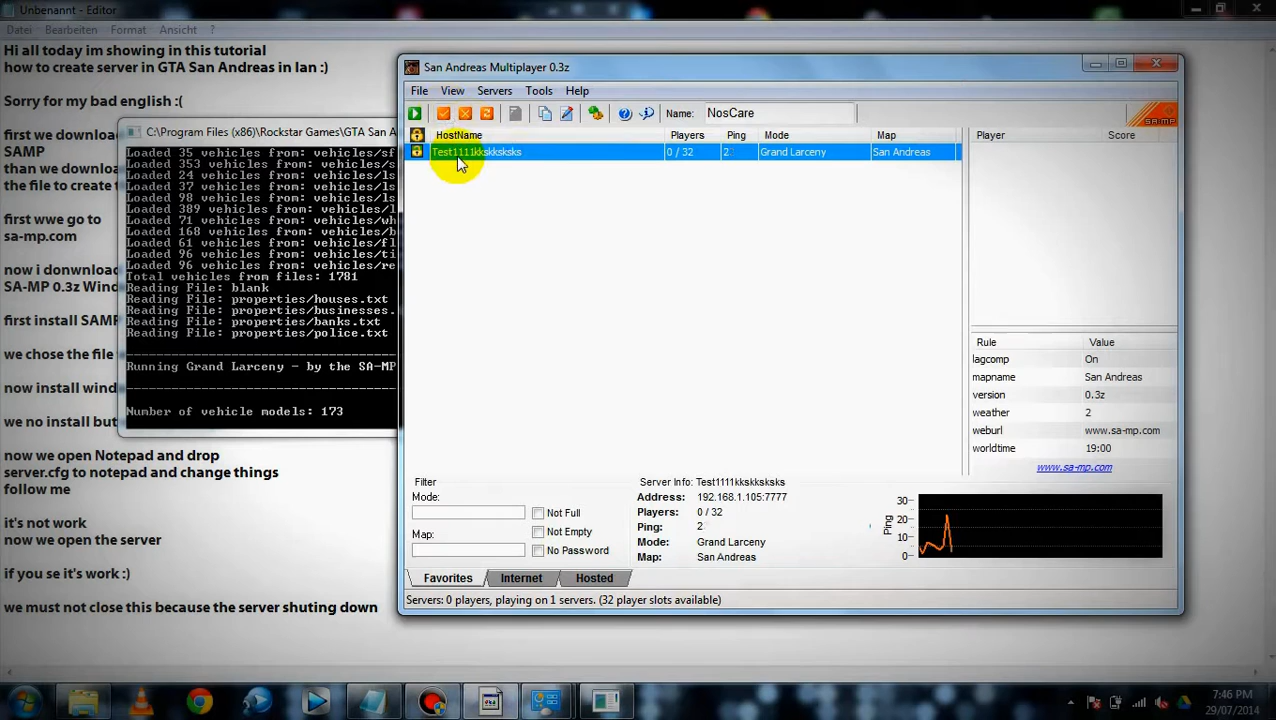 Unbenannt - Editor
Datei Bearbeiten Format Ansicht ?
Hi all today im showing in this tutorial
how to create server in GTA San Andreas in lan :)
Sorry for my bad english :(
first we download
SAMP
than we downloa
the file to create t
first wwe go to
sa-mp.com
now i donwnload
SA-MP 0.3z Wind
first install SAMP
we chose the file
now install wind
we no install but
now we open Notepad and drop
server.cfg to notepad and change things
follow me
it's not work
now we open the server
if you se it's work :)
we must not close this because the server shuting down
C:\Program Files (x86)\Rockstar Games\GTA San A
Loaded 35 vehicles from: vehicles/sf
Loaded 353 vehicles from: vehicles/s
Loaded 24 vehicles from: vehicles/ls
Loaded 37 vehicles from: vehicles/ls
Loaded 98 vehicles from: vehicles/ls
Loaded 389 vehicles from: vehicles/l
Loaded 71 vehicles from: vehicles/wh
Loaded 168 vehicles from: vehicles/b
Loaded 61 vehicles from: vehicles/fl
Loaded 96 vehicles from: vehicles/ti
Loaded 96 vehicles from: vehicles/re
Total vehicles from files: 1781
Reading File: blank
Reading File: properties/houses.txt
Reading File: properties/businesses.
Reading File: properties/banks.txt
Reading File: properties/police.txt
Running Grand Larceny - by the SA-MP
Number of vehicle models: 173
San Andreas Multiplayer 0.3z
File View Servers Tools Help
Name: NosCare
SA-MP
HostName Players Ping Mode Map
Test1111kkskksksks 0 / 32 2 Grand Larceny San Andreas
Player Score
Rule Value
lagcomp On
mapname San Andreas
version 0.3z
weather 2
weburl www.sa-mp.com
worldtime 19:00
www.sa-mp.com
Filter
Mode:
Map:
Not Full
Not Empty
No Password
Server Info: Test1111kkskksksks
Address: 192.168.1.105:7777
Players: 0 / 32
Ping: 2
Mode: Grand Larceny
Map: San Andreas
Ping
30
20
10
0
Favorites Internet Hosted
Servers: 0 players, playing on 1 servers. (32 player slots available)
7:46 PM
29/07/2014